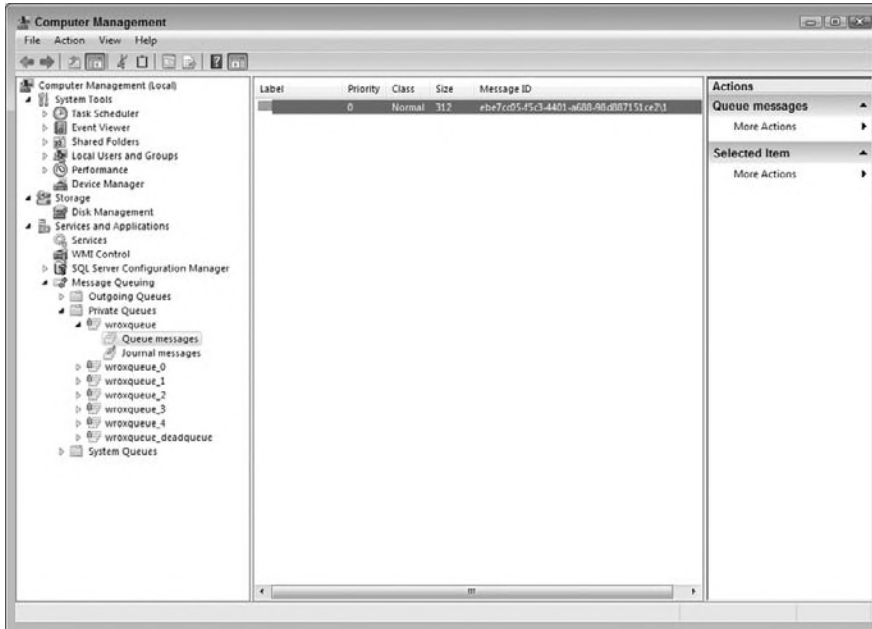 Computer Management
File Action View Help
Computer Management (Local)
System Tools
Task Scheduler
Event Viewer
Shared Folders
Local Users and Groups
Performance
Device Manager
Storage
Disk Management
Services and Applications
Services
WMI Control
SQL Server Configuration Manager
Message Queuing
Outgoing Queues
Private Queues
wroxqueue
Queue messages
Journal messages
wroxqueue_0
wroxqueue_1
wroxqueue_2
wroxqueue_3
wroxqueue_4
wroxqueue_deadqueue
System Queues
Label Priority Class Size Message ID
0 Normal 312 ebe7cc05-f5c3-4401-a688-98d887151ce2\1
Actions
Queue messages
More Actions
Selected Item
More Actions